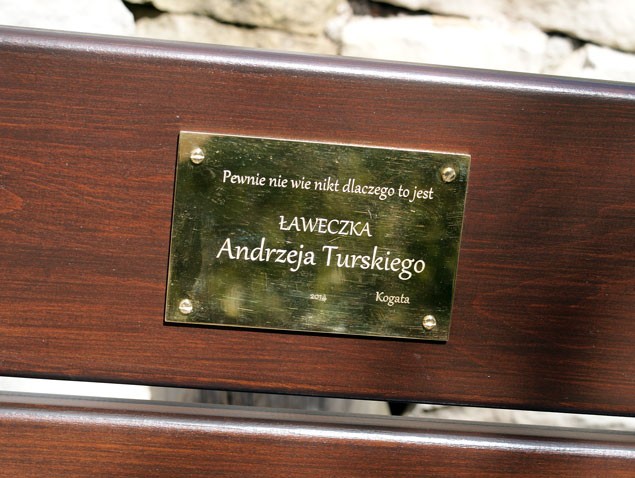 Pewnie nie wie nikt dlaczego to jest
ŁAWECZKA
Andrzeja Turskiego
2014 Kogata